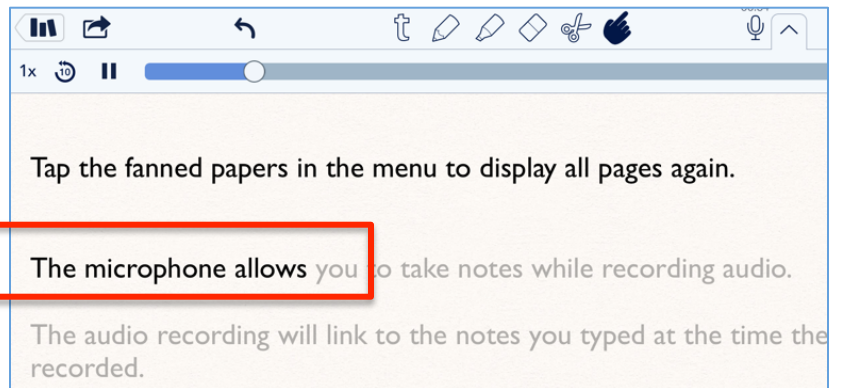 1x 10
Tap the fanned papers in the menu to display all pages again.
The microphone allows you to take notes while recording audio.
The audio recording will link to the notes you typed at the time the
recorded.